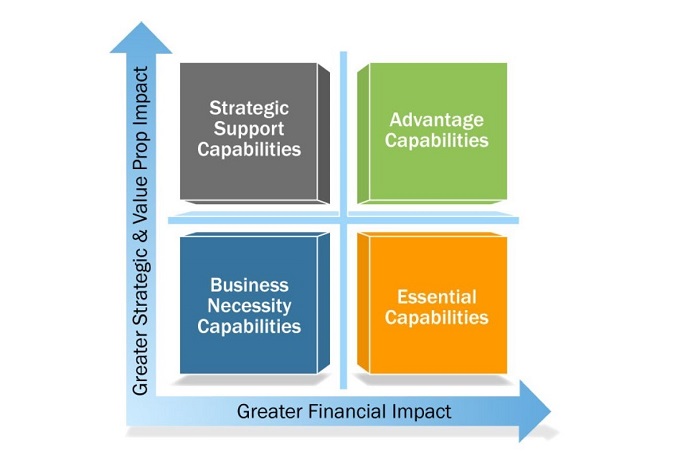 Greater Strategic & Value Prop Impact
Strategic
Support
Capabilities
Advantage
Capabilities
Business
Necessity
Capabilities
Essential
Capabilities
Greater Financial Impact